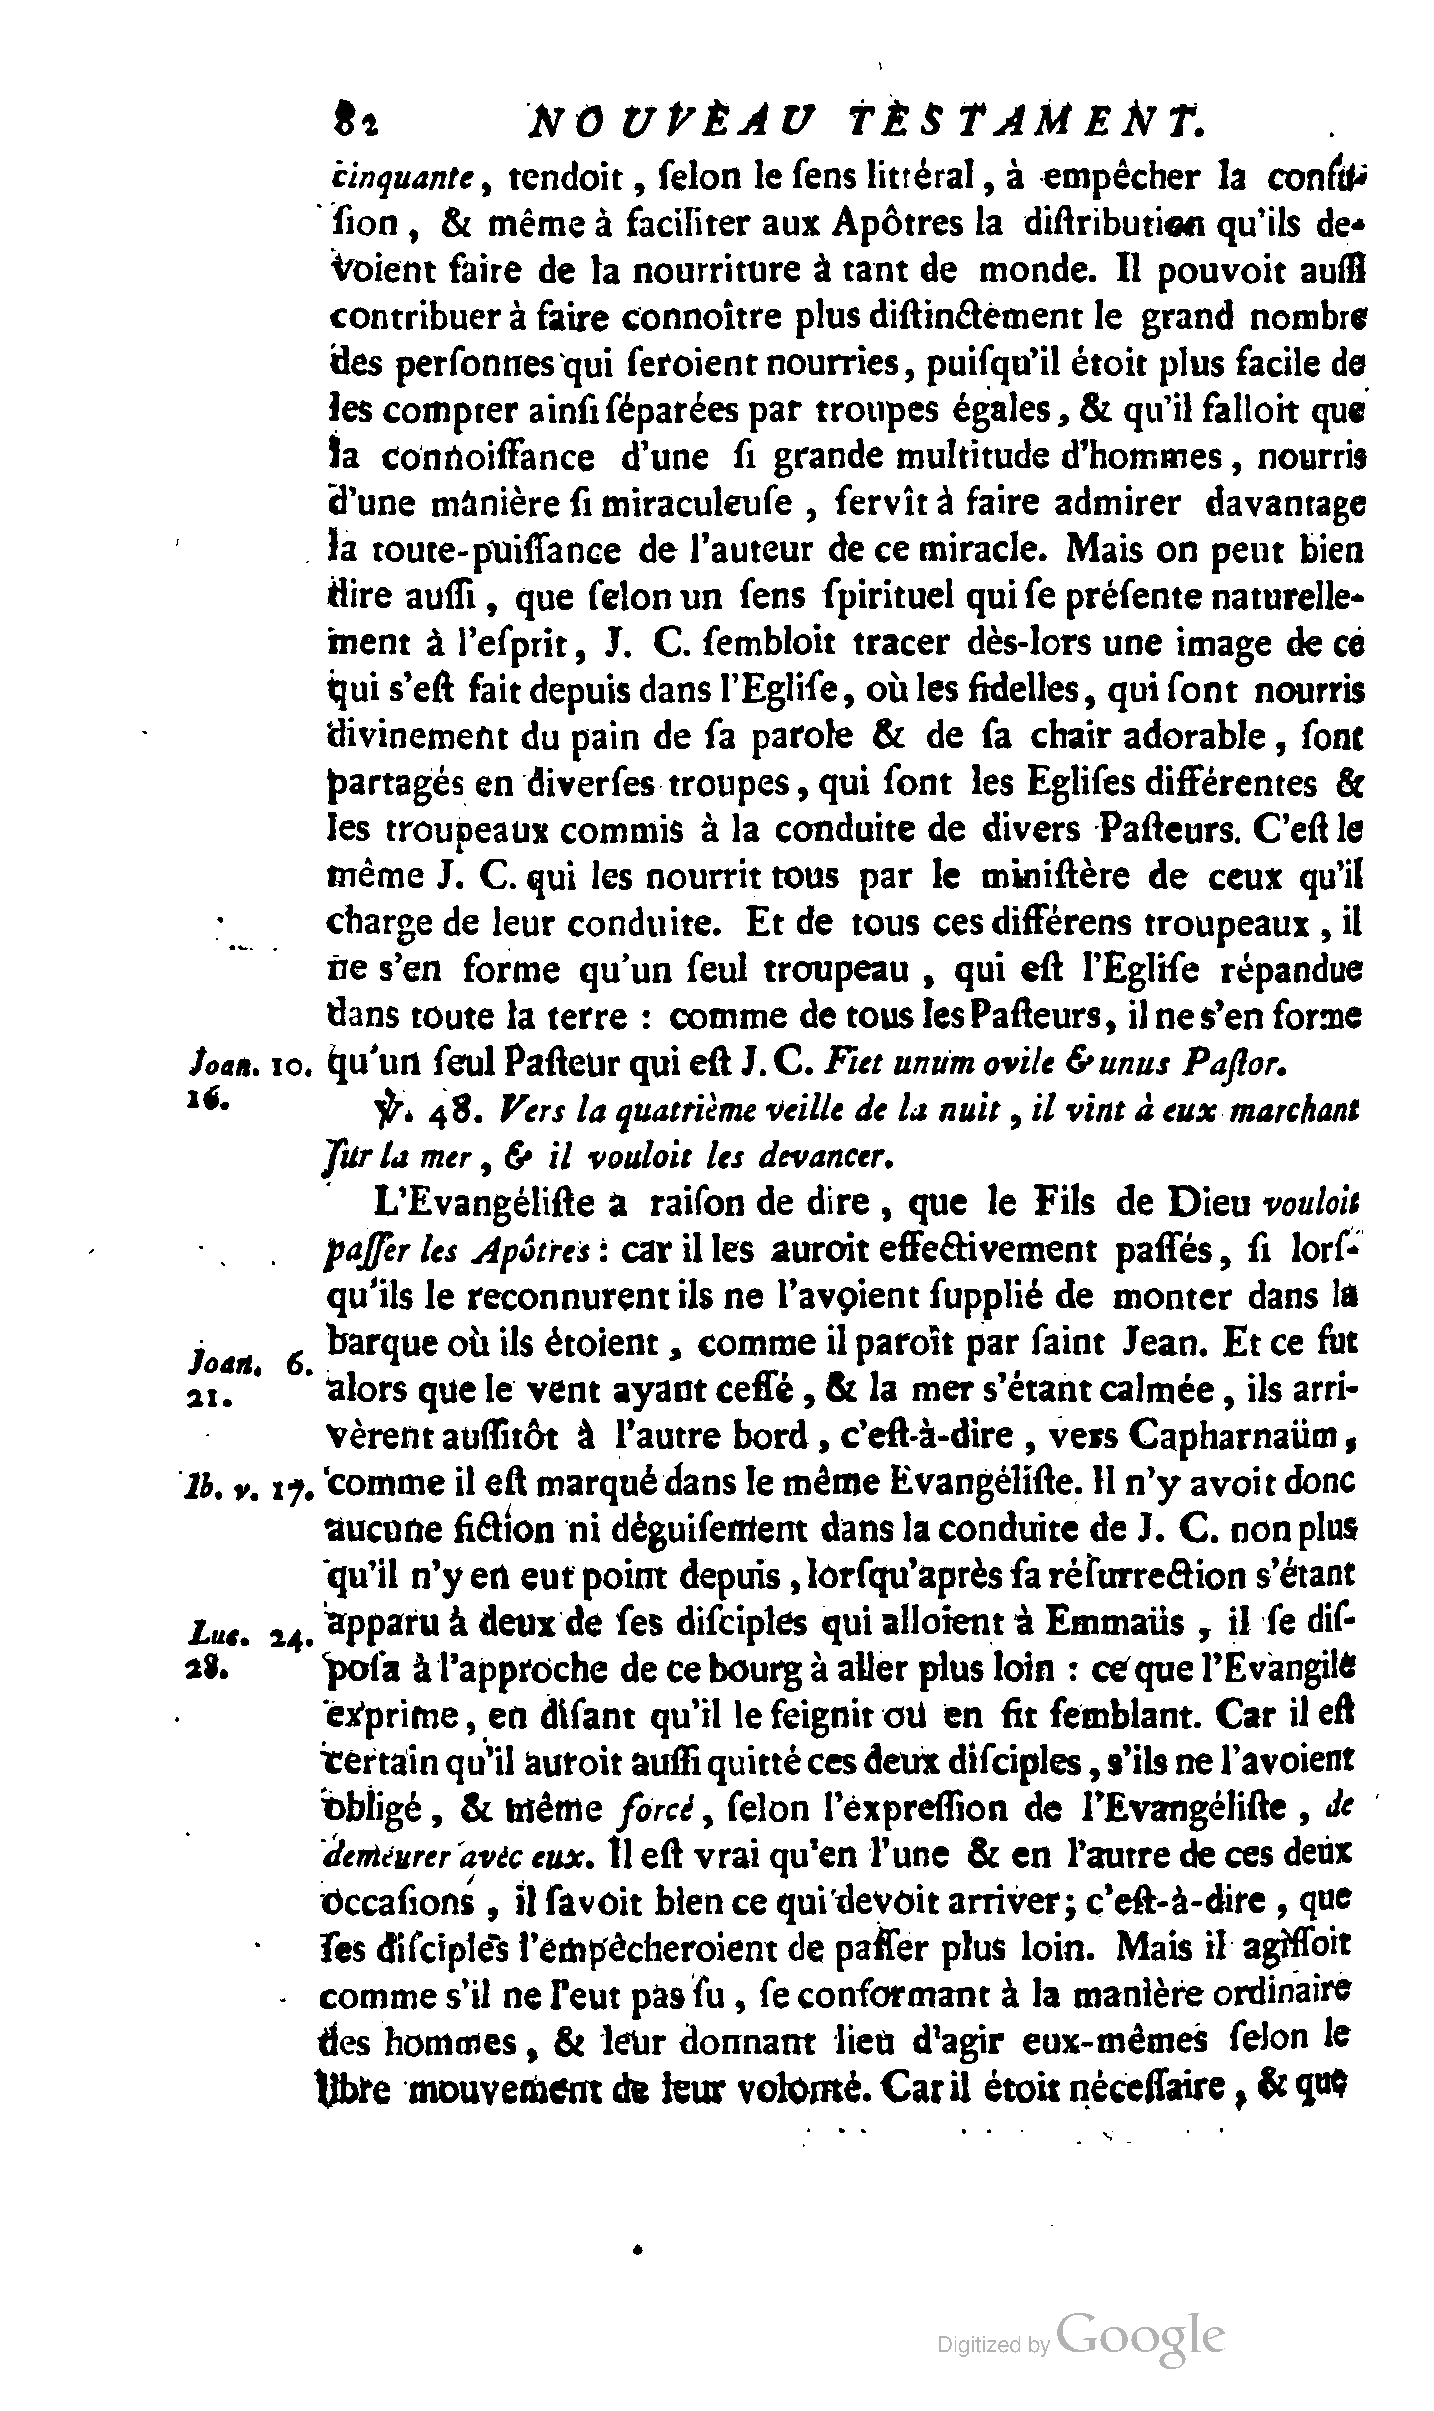 82 NOUVEAU TESTAMENT.
cinquante, tendoit, ſelon le ſens littéral, à empêcher la confu-
ſion, & même à faciliter aux Apôtres la diſtribution qu'ils de-
voient faire de la nourriture à tant de monde. Il pouvoit auſſi
contribuer à faire connoître plus diſtinctement le grand nombre
des perſonnes qui ſeroient nourries, puiſqu'il étoit plus facile de
les compter ainſi ſéparées par troupes égales, & qu'il falloit que
la connoiſſance d'une ſi grande multitude d'hommes, nourris
d'une manière ſi miraculeuſe, ſervît à faire admirer davantage
la toute-puiſſance de l'auteur de ce miracle. Mais on peut bien
dire auſſi, que ſelon un ſens ſpirituel qui ſe préſente naturelle-
ment à l'eſprit, J. C. ſembloit tracer dès-lors une image de ce
qui s'eſt fait depuis dans l'Egliſe, où les fidelles, qui ſont nourris
divinement du pain de ſa parole & de ſa chair adorable, ſont
partagés en diverſes troupes, qui ſont les Egliſes différentes &
les troupeaux commis à la conduite de divers Paſteurs. C'eſt le
même J. C. qui les nourrit tous par le miniſtère de ceux qu'il
charge de leur conduite. Et de tous ces différens troupeaux, il
ne s'en forme qu'un ſeul troupeau, qui eſt l'Egliſe répandue
dans toute la terre : comme de tous les Paſteurs, il ne s'en forme
Joan. 10. qu'un ſeul Paſteur qui eſt J. C. Fiet unum ovile & unus Paſtor.
16. ℣. 48. Vers la quatrième veille de la nuit, il vint à eux marchant
ſur la mer, & il vouloit les devancer.
L'Evangéliſte a raiſon de dire, que le Fils de Dieu vouloit
paſſer les Apôtres : car il les auroit effectivement paſſés, ſi lorſ-
qu'ils le reconnurent ils ne l'avoient ſupplié de monter dans la
barque où ils étoient, comme il paroît par ſaint Jean. Et ce fut
Joan. 6.
21. alors que le vent ayant ceſſé, & la mer s'étant calmée, ils arri-
vèrent auſſitôt à l'autre bord, c'eſt-à-dire, vers Capharnaüm,
Ib. v. 17. comme il eſt marqué dans le même Evangéliſte. Il n'y avoit donc
aucune fiction ni déguiſement dans la conduite de J. C. non plus
qu'il n'y en eut point depuis, lorſqu'après ſa réſurrection s'étant
Luc. 24. apparu à deux de ſes diſciples qui alloient à Emmaüs, il ſe diſ-
28. poſa à l'approche de ce bourg à aller plus loin : ce que l'Evangile
exprime, en diſant qu'il le feignit ou en fit ſemblant. Car il eſt
certain qu'il auroit auſſi quitté ces deux diſciples, s'ils ne l'avoient
obligé, & même forcé, ſelon l'expreſſion de l'Evangéliſte, de
demeurer avec eux. Il eſt vrai qu'en l'une & en l'autre de ces deux
occaſions, il ſavoit bien ce qui devoit arriver; c'eſt-à-dire, que
ſes diſciples l'empêcheroient de paſſer plus loin. Mais il agiſſoit
comme s'il ne l'eut pas ſu, ſe conformant à la manière ordinaire
des hommes, & leur donnant lieu d'agir eux-mêmes ſelon le
libre mouvement de leur volonté. Car il étoit néceſſaire, & que
Digitized by Google